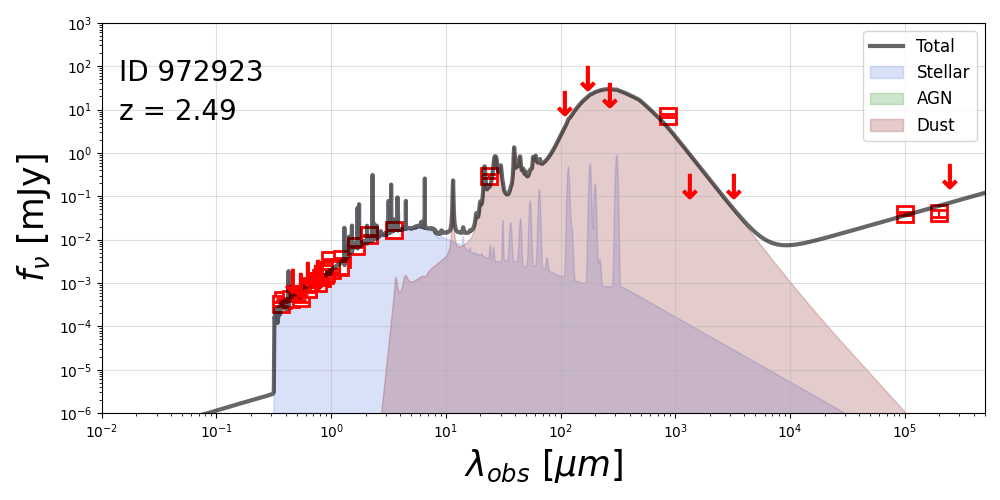 10³
10²
10¹
10⁰
10⁻¹
10⁻²
10⁻³
10⁻⁴
10⁻⁵
10⁻⁶
f_ν [mJy]
ID 972923
z = 2.49
Total
Stellar
AGN
Dust
10⁻² 10⁻¹ 10⁰ 10¹ 10² 10³ 10⁴ 10⁵
λ_obs [μm]